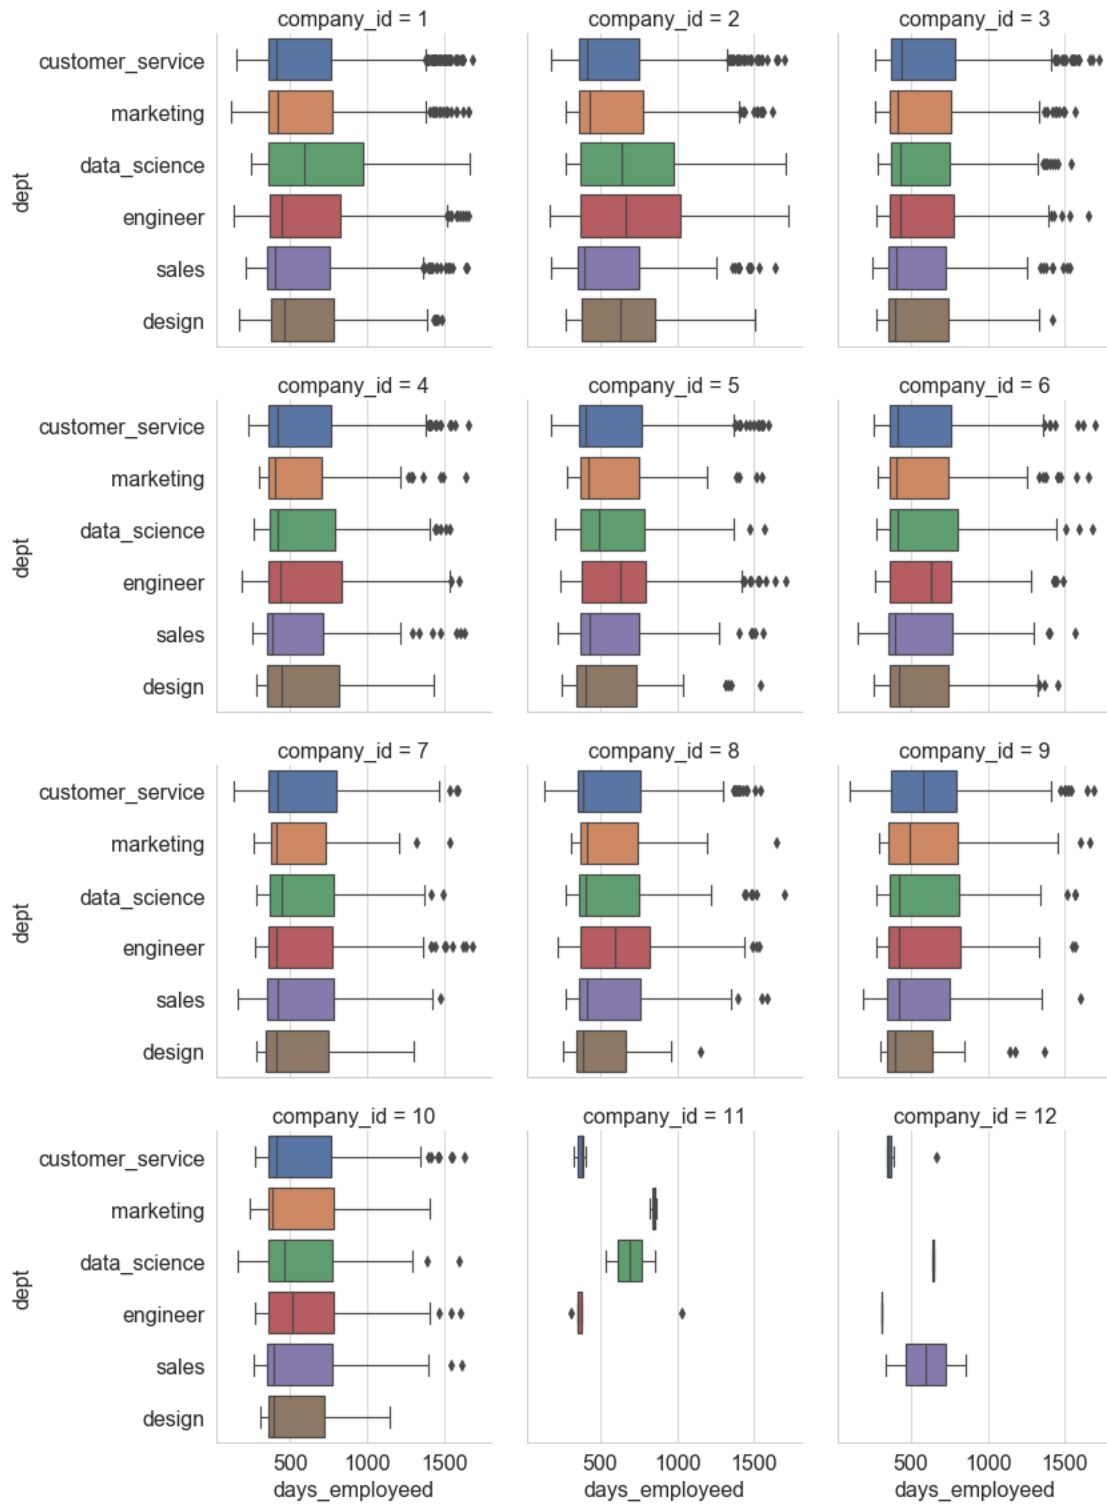 company_id = 1
company_id = 2
company_id = 3
customer_service
marketing
data_science
engineer
sales
design
dept
company_id = 4
company_id = 5
company_id = 6
customer_service
marketing
data_science
engineer
sales
design
dept
company_id = 7
company_id = 8
company_id = 9
customer_service
marketing
data_science
engineer
sales
design
dept
company_id = 10
company_id = 11
company_id = 12
customer_service
marketing
data_science
engineer
sales
design
dept
500 1000 1500
500 1000 1500
500 1000 1500
days_employeed
days_employeed
days_employeed